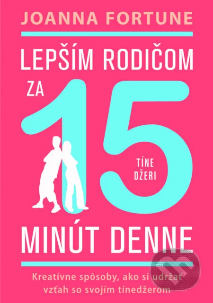 JOANNA FORTUNE
LEPŠÍM RODIČOM
ZA
15
TÍNE
DŽERI
MINÚT DENNE
Kreatívne spôsoby, ako si udržať
vzťah so svojím tínedžerom
Martinus